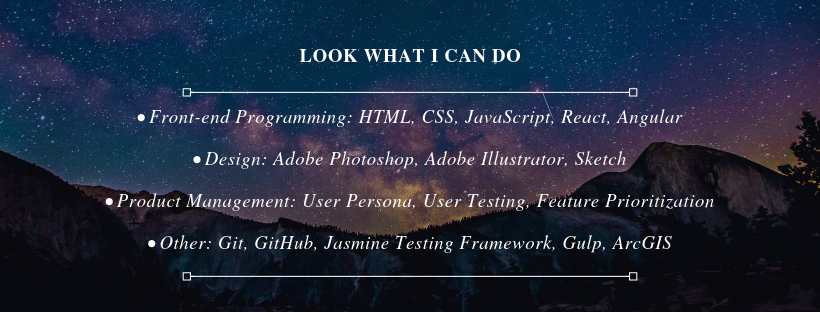 LOOK WHAT I CAN DO
• Front-end Programming: HTML, CSS, JavaScript, React, Angular
• Design: Adobe Photoshop, Adobe Illustrator, Sketch
• Product Management: User Persona, User Testing, Feature Prioritization
• Other: Git, GitHub, Jasmine Testing Framework, Gulp, ArcGIS